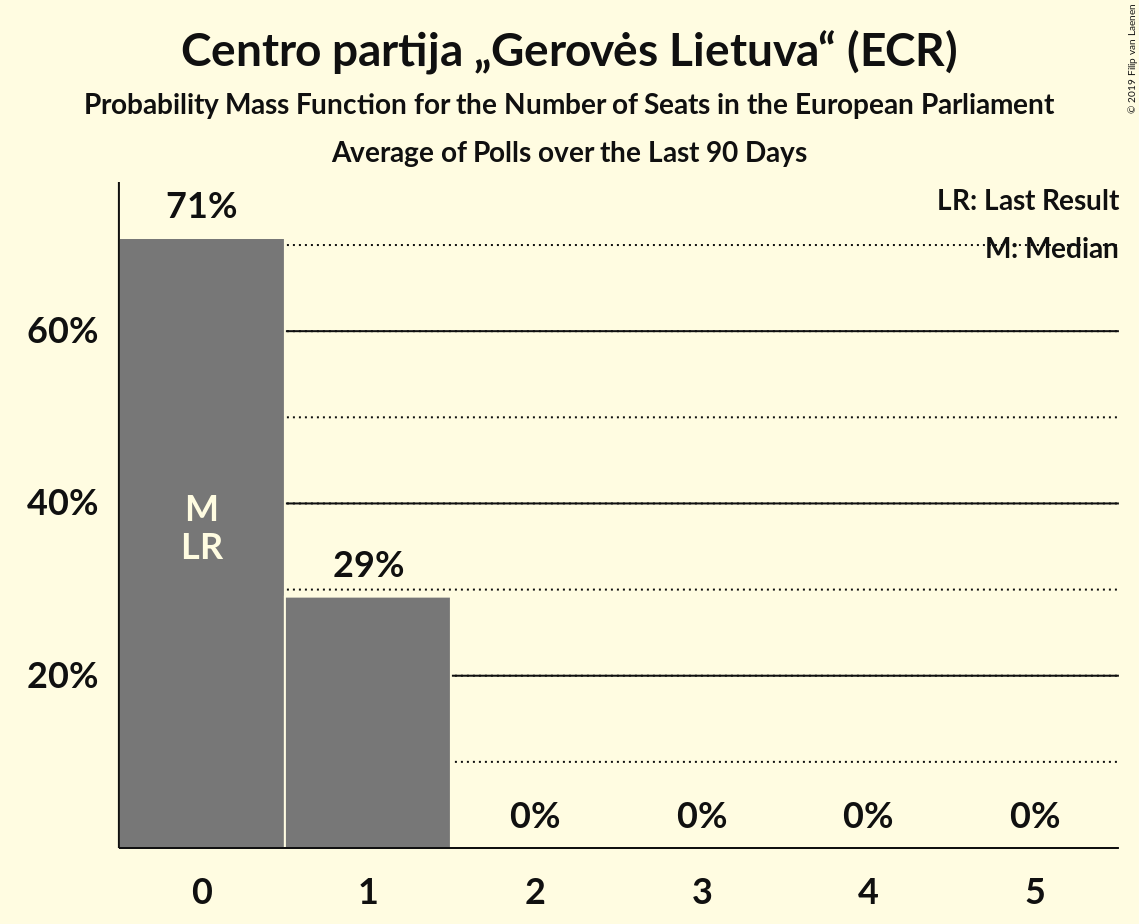 Centro partija „Gerovės Lietuva“ (ECR)
Probability Mass Function for the Number of Seats in the European Parliament
Average of Polls over the Last 90 Days
© 2019 Filip van Laenen
LR: Last Result
M: Median
71%
60%
40%
20%
M
LR
29%
0% 0% 0% 0%
0 1 2 3 4 5